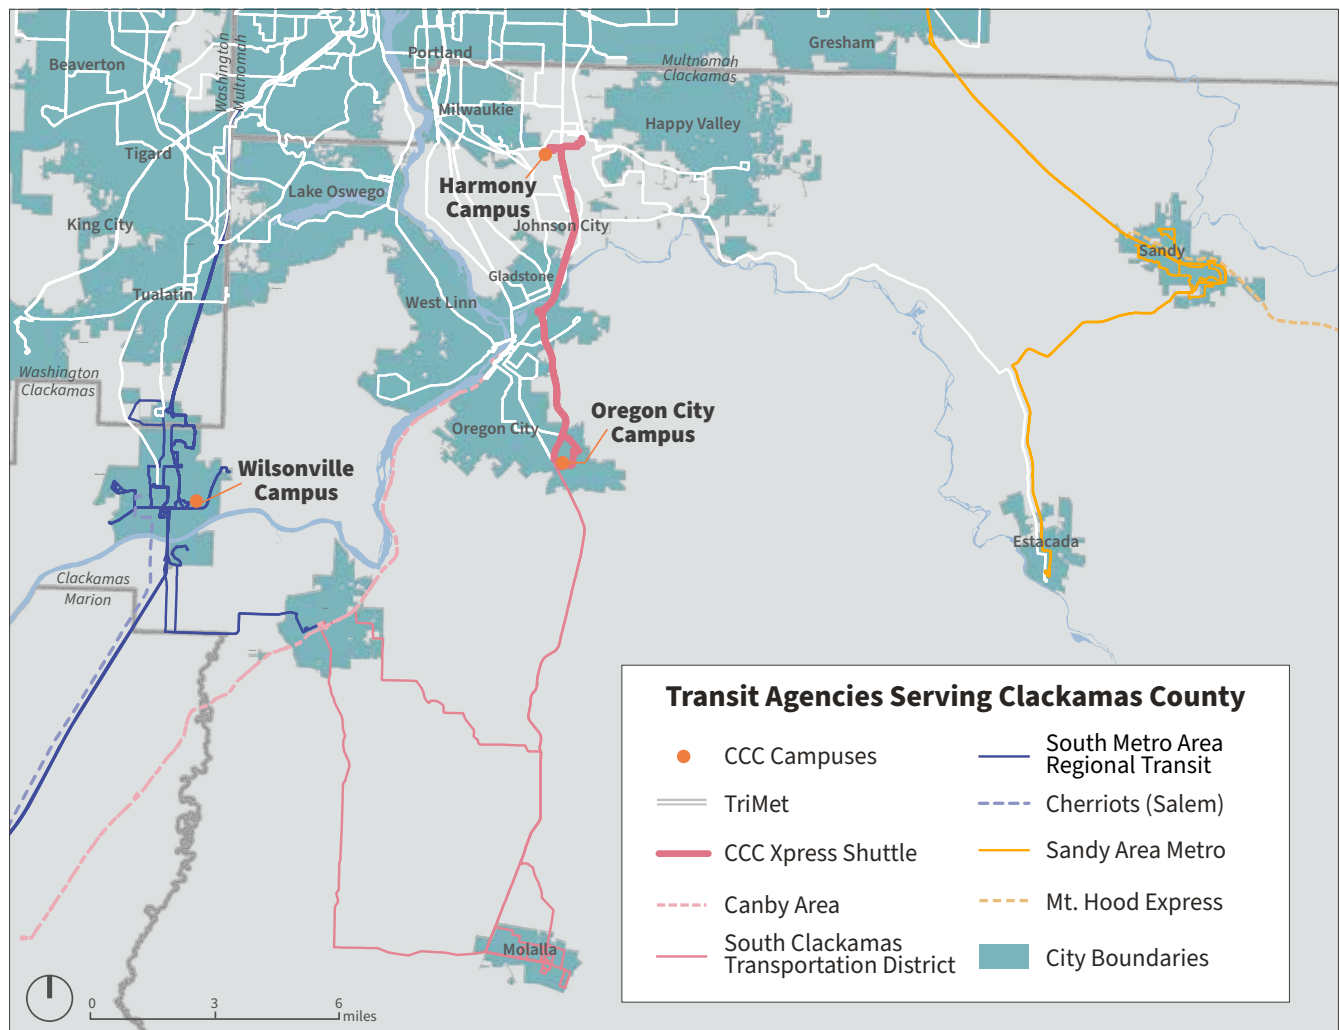 Gresham
Portland
Multnomah
Clackamas
Beaverton
Washington
Multnomah
Milwaukie
Happy Valley
Tigard
Lake Oswego
Harmony
Campus
King City
Johnson City
Sandy
Gladstone
Tualatin
West Linn
Washington
Clackamas
Oregon City
Campus
Oregon City
Wilsonville
Campus
Estacada
Clackamas
Marion
Molalla
Transit Agencies Serving Clackamas County
CCC Campuses
TriMet
CCC Xpress Shuttle
Canby Area
South Clackamas
Transportation District
South Metro Area
Regional Transit
Cherriots (Salem)
Sandy Area Metro
Mt. Hood Express
City Boundaries
0 3 6
miles